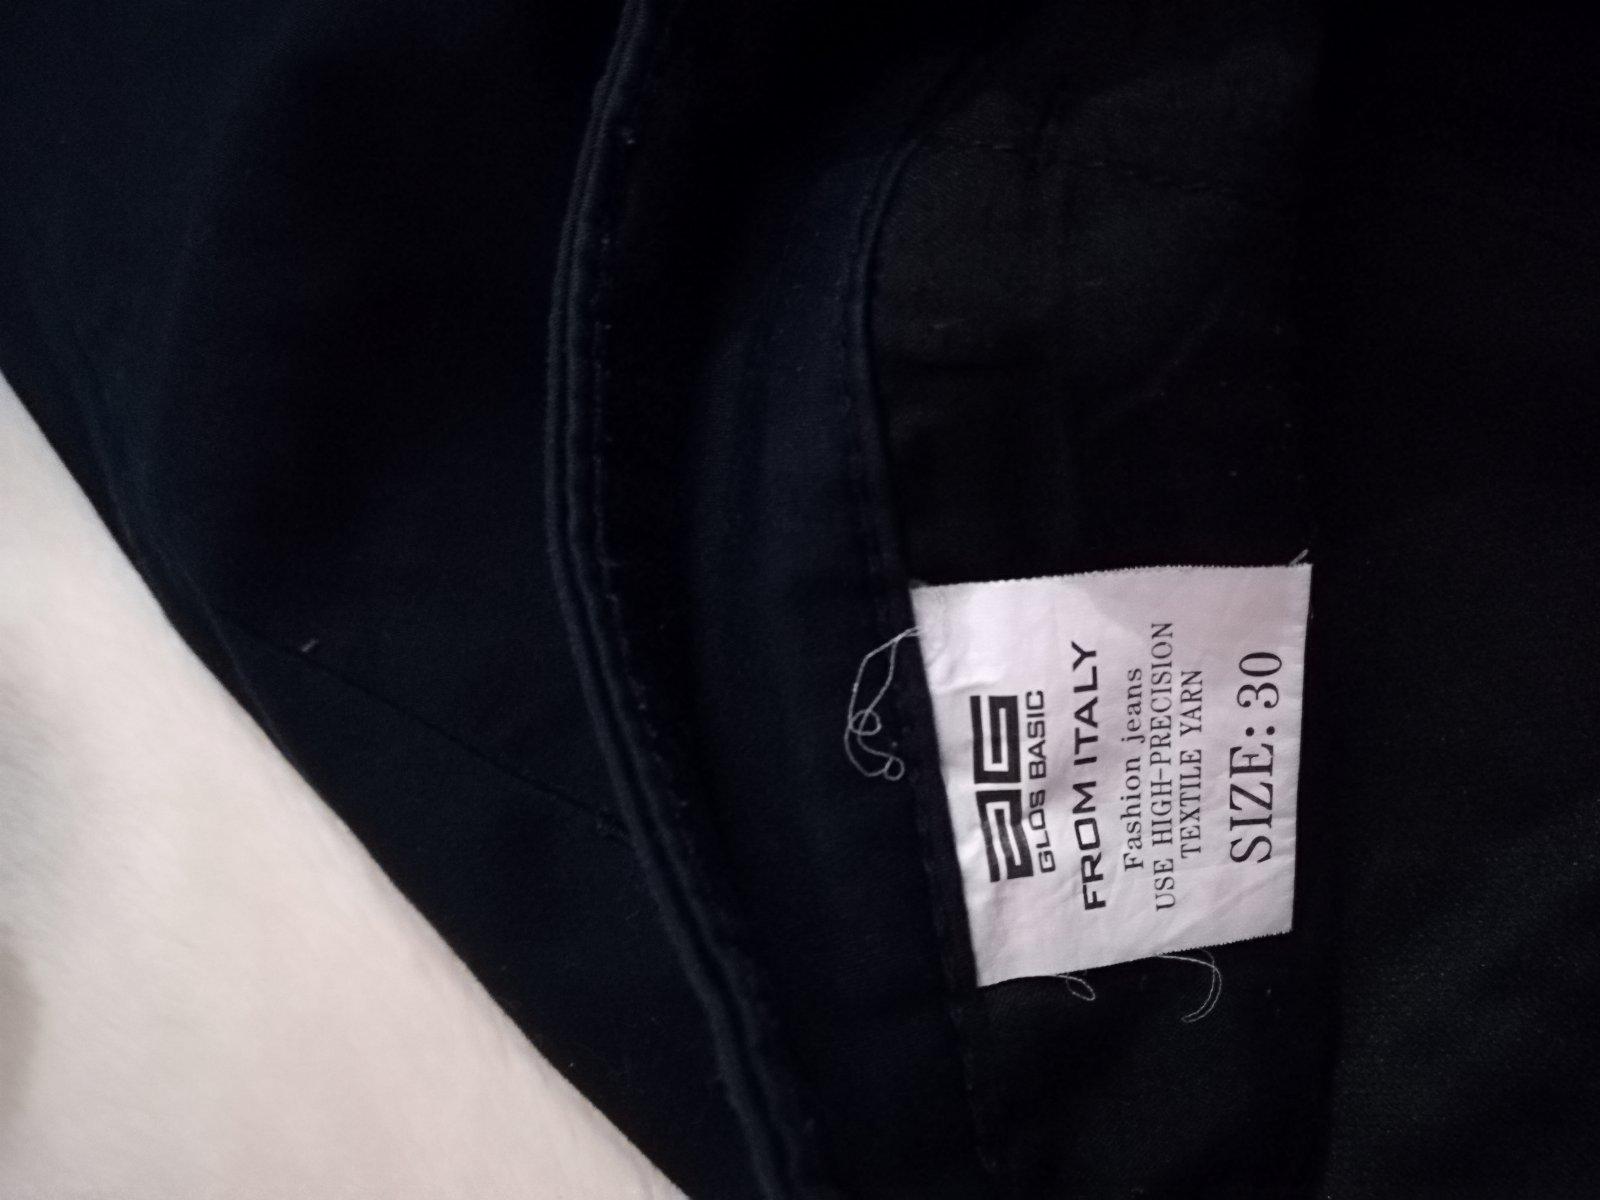 GLOS BASIC
FROM ITALY
Fashion jeans
USE HIGH-PRECISION
TEXTILE YARN
SIZE: 30